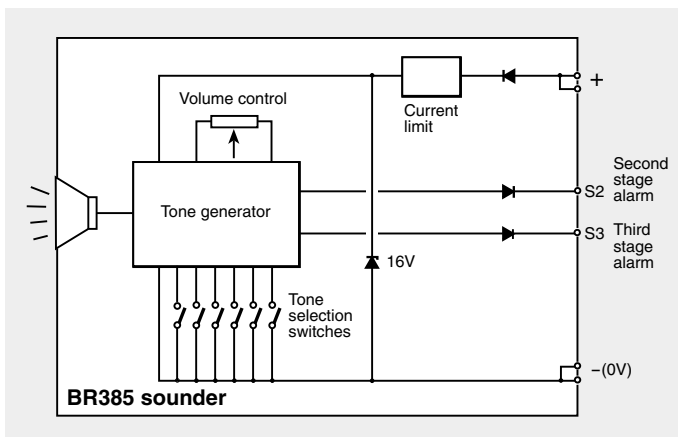 +
Volume control
Current
limit
Second
stage
alarm
S2
Tone generator
S3
Third
stage
alarm
16V
Tone
selection
switches
–(0V)
BR385 sounder